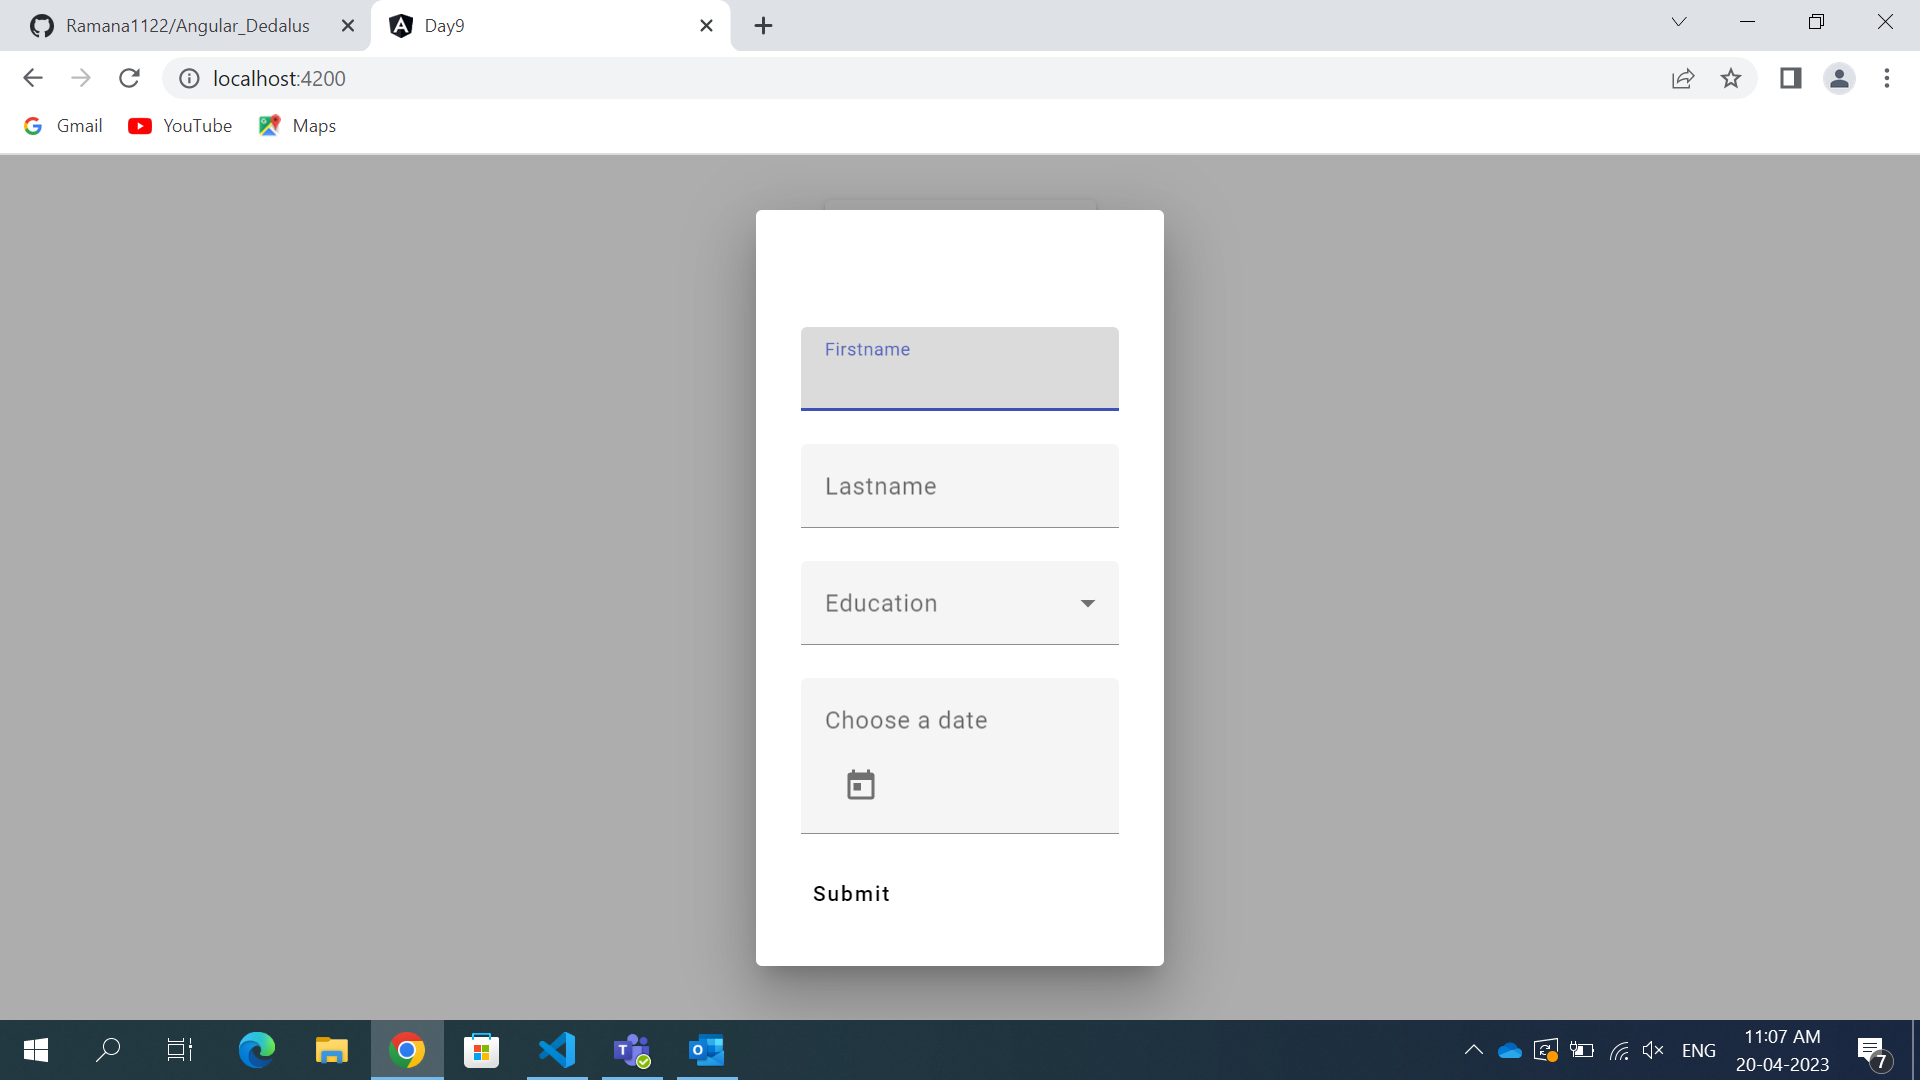 Ramana1122/Angular_Dedalus
Day9
localhost:4200
Gmail YouTube Maps
Firstname
Lastname
Education
Choose a date
Submit
ENG
11:07 AM
20-04-2023
7